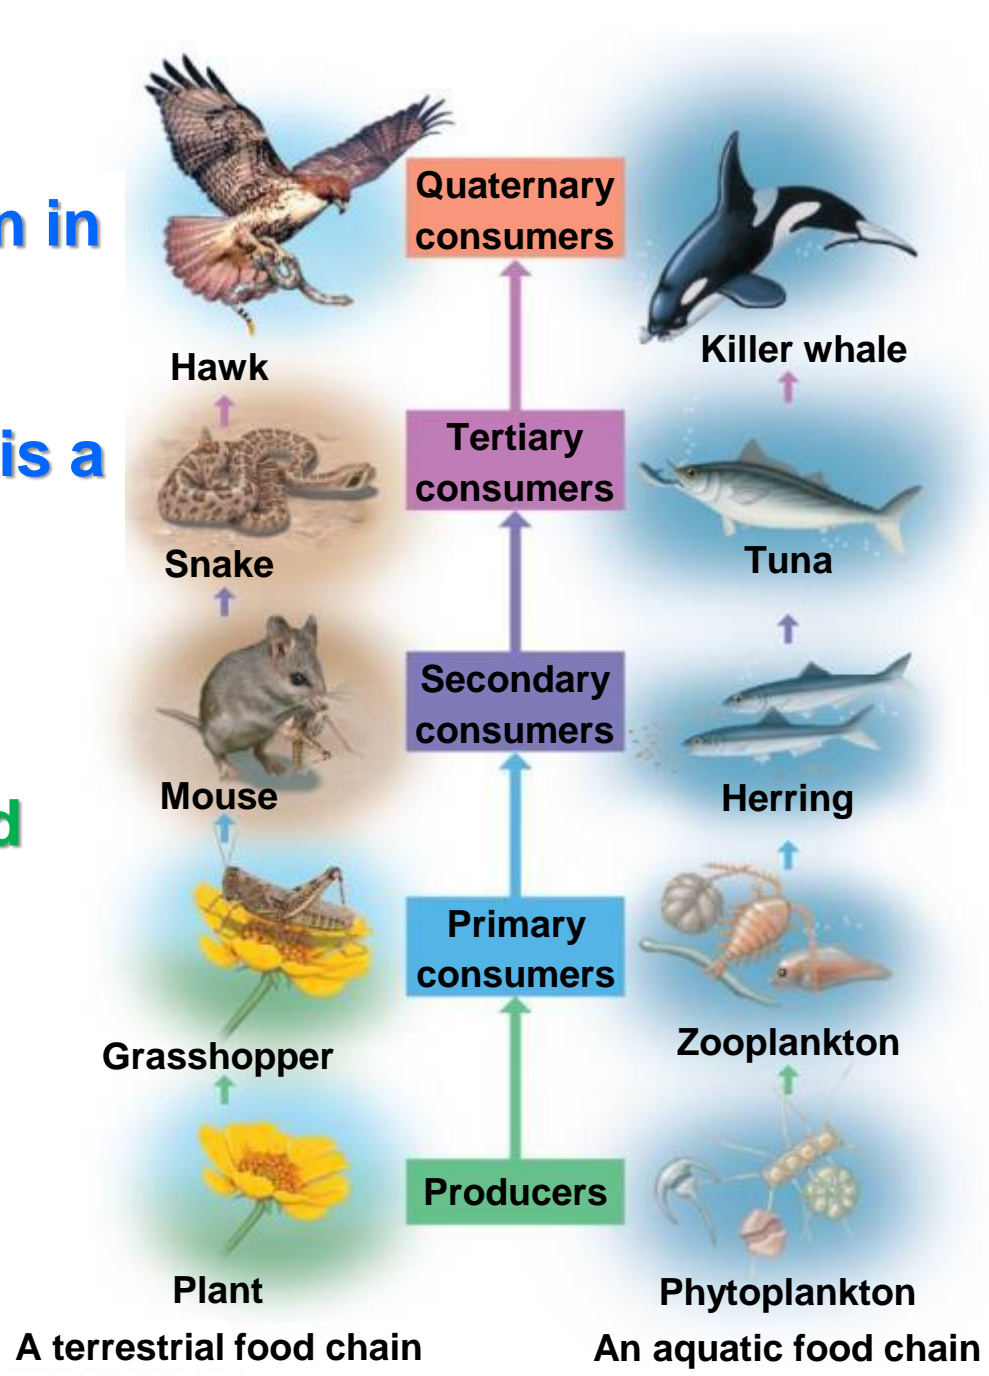 n in
is a
d
Quaternary
consumers
Hawk
Killer whale
Tertiary
consumers
Snake
Tuna
Secondary
consumers
Mouse
Herring
Primary
consumers
Grasshopper
Zooplankton
Producers
Plant
Phytoplankton
A terrestrial food chain
An aquatic food chain